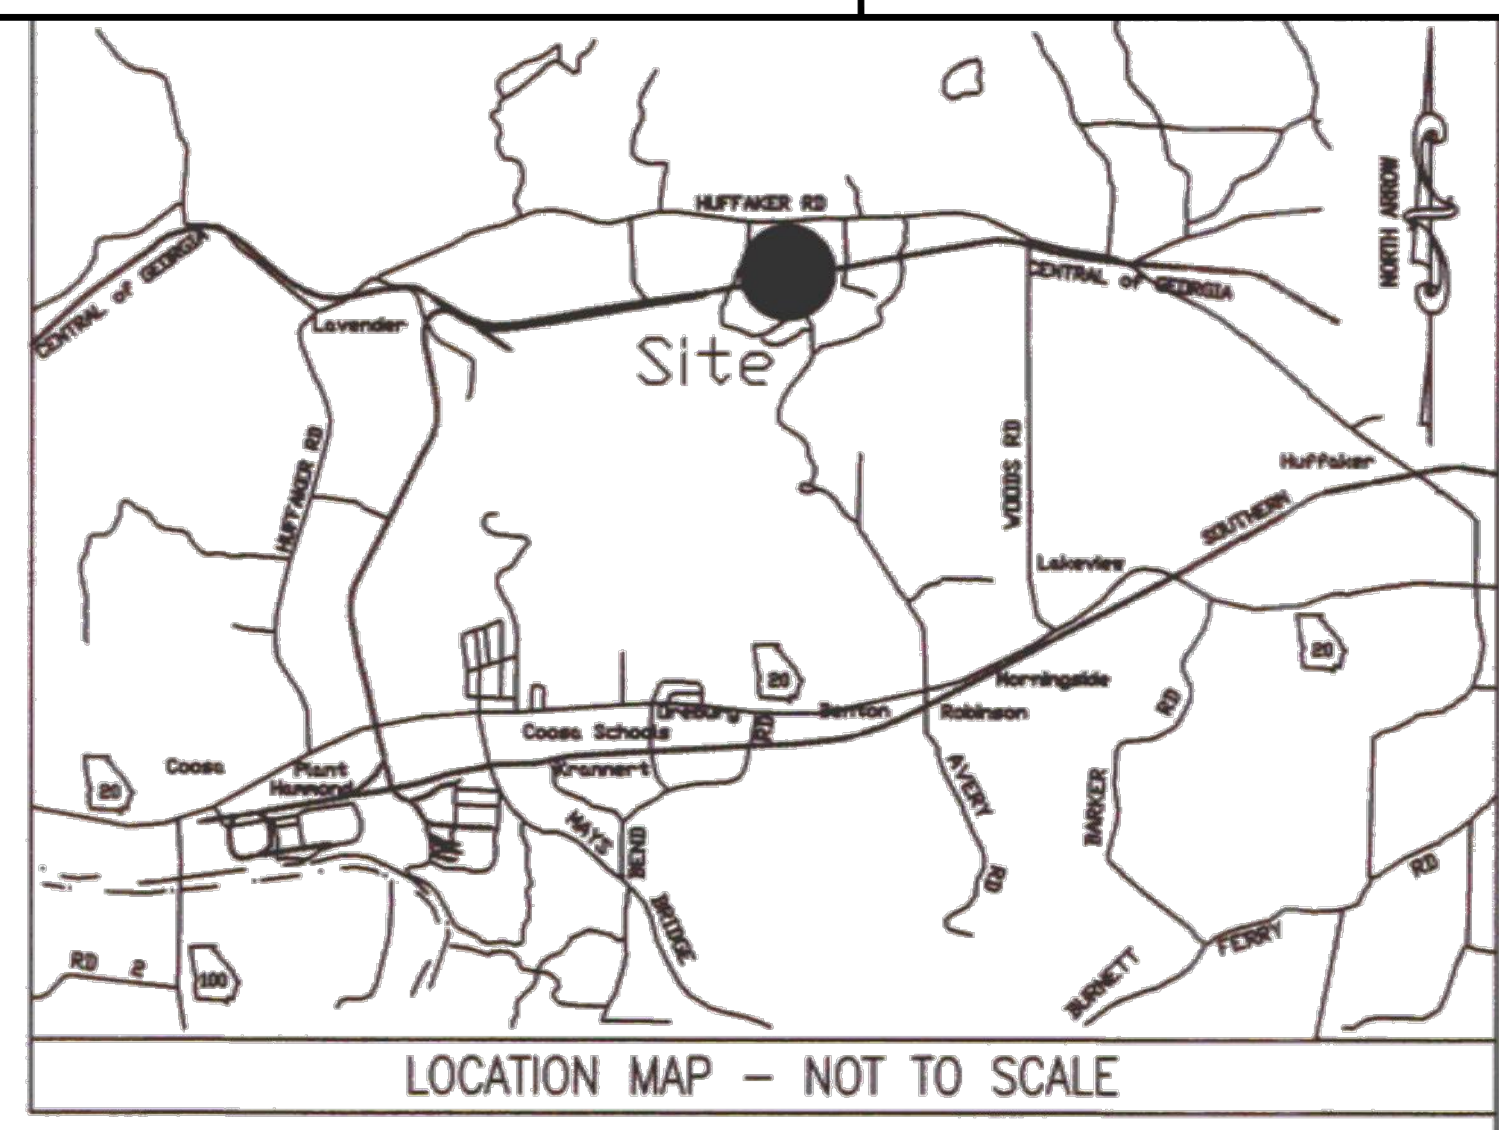 HUFFAKER RD
NORTH ARROW
CENTRAL of GEORGIA
CENTRAL of GEORGIA
Lavender
Site
HUFFAKER RD
WOODS RD
Huffaker
SOUTHERN
Lakeview
20
20
Morningside
Robinson
Coosa Schools
RD
Krannert
RD
Coosa
Plant
Hammond
20
AVERY
RD
BARKER
MAYS
BEND
BRIDGE
RD
FERRY
BURNETT
RD 2
100
LOCATION MAP - NOT TO SCALE